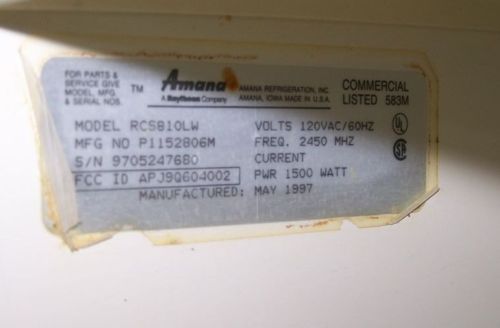 FOR PARTS &
SERVICE GIVE
MODEL, MFG.
& SERIAL NOS.
Amana
A Raytheon Company
AMANA REFRIGERATION, INC.
AMANA, IOWA MADE IN U.S.A.
COMMERCIAL
LISTED 583M
MODEL RCS810LW
MFG NO P1152806M
S/N 9705247680
FCC ID APJ9Q604002
MANUFACTURED: MAY 1997
VOLTS 120VAC/60HZ
FREQ. 2450 MHZ
CURRENT
PWR 1500 WATT
UL
SA